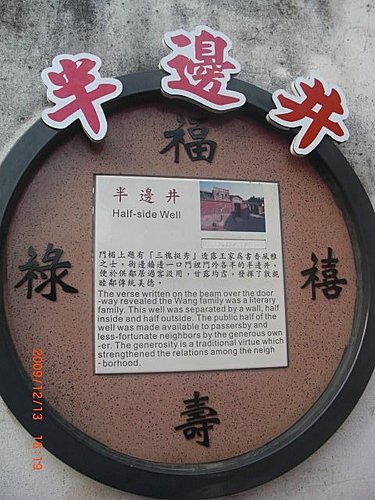 半邊井
福
祿
禧
壽
半邊井
Half-side Well
門楣上題有「三槐挺秀」透露王家為書香風雅
之士，街邊牆邊一口門裡門外各半的半邊井，
便於供鄰居過客汲用，甘露均霑，發揮了敦親
睦鄰傳統美德。
The verse written on the beam over the door
-way revealed the Wang family was a literary
family. This well was separated by a wall, half
inside and half outside. The public half of the
well was made available to passersby and
less-fortunate neighbors by the generous own
-er. The generosity is a traditional virtue which
strengthened the relations among the neigh
-borhood.
2009/12/13 16:19